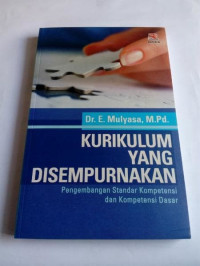 Dr. E. Mulyasa, M.Pd.
KURIKULUM
YANG
DISEMPURNAKAN
Pengembangan Standar Kompetensi
dan Kompetensi Dasar